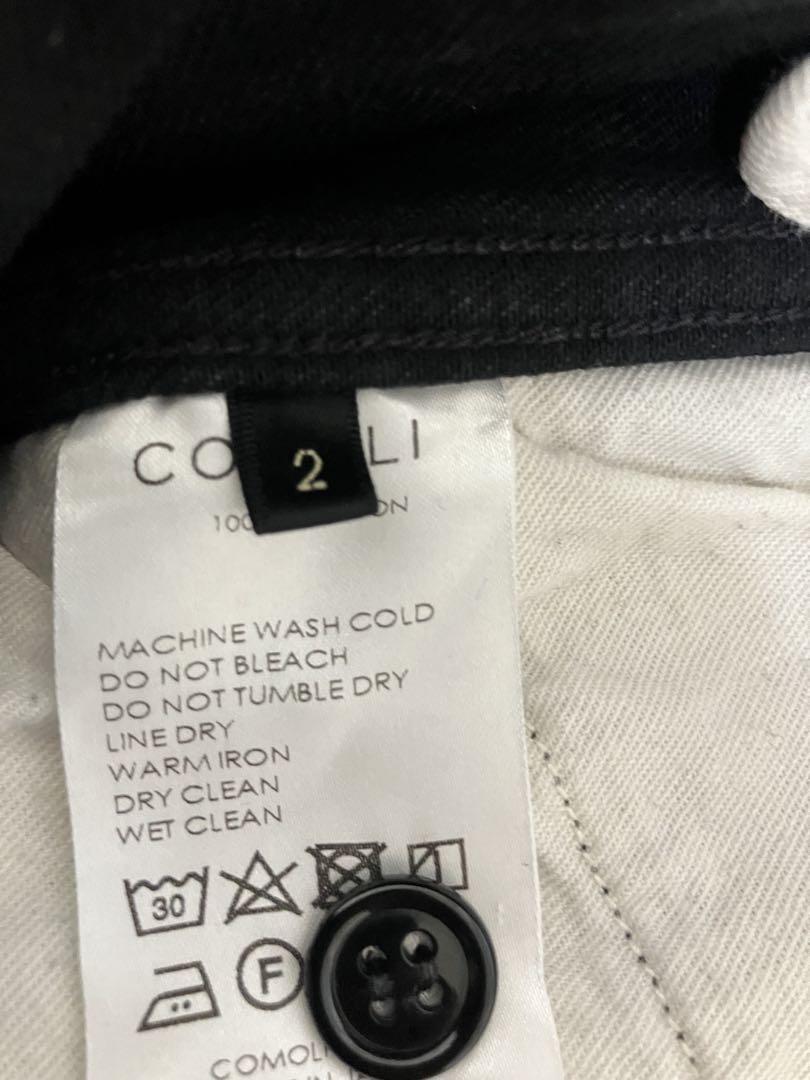 CO LI
2
100
MACHINE WASH COLD
DO NOT BLEACH
DO NOT TUMBLE DRY
LINE DRY
WARM IRON
DRY CLEAN
WET CLEAN
30
F
COMOLI